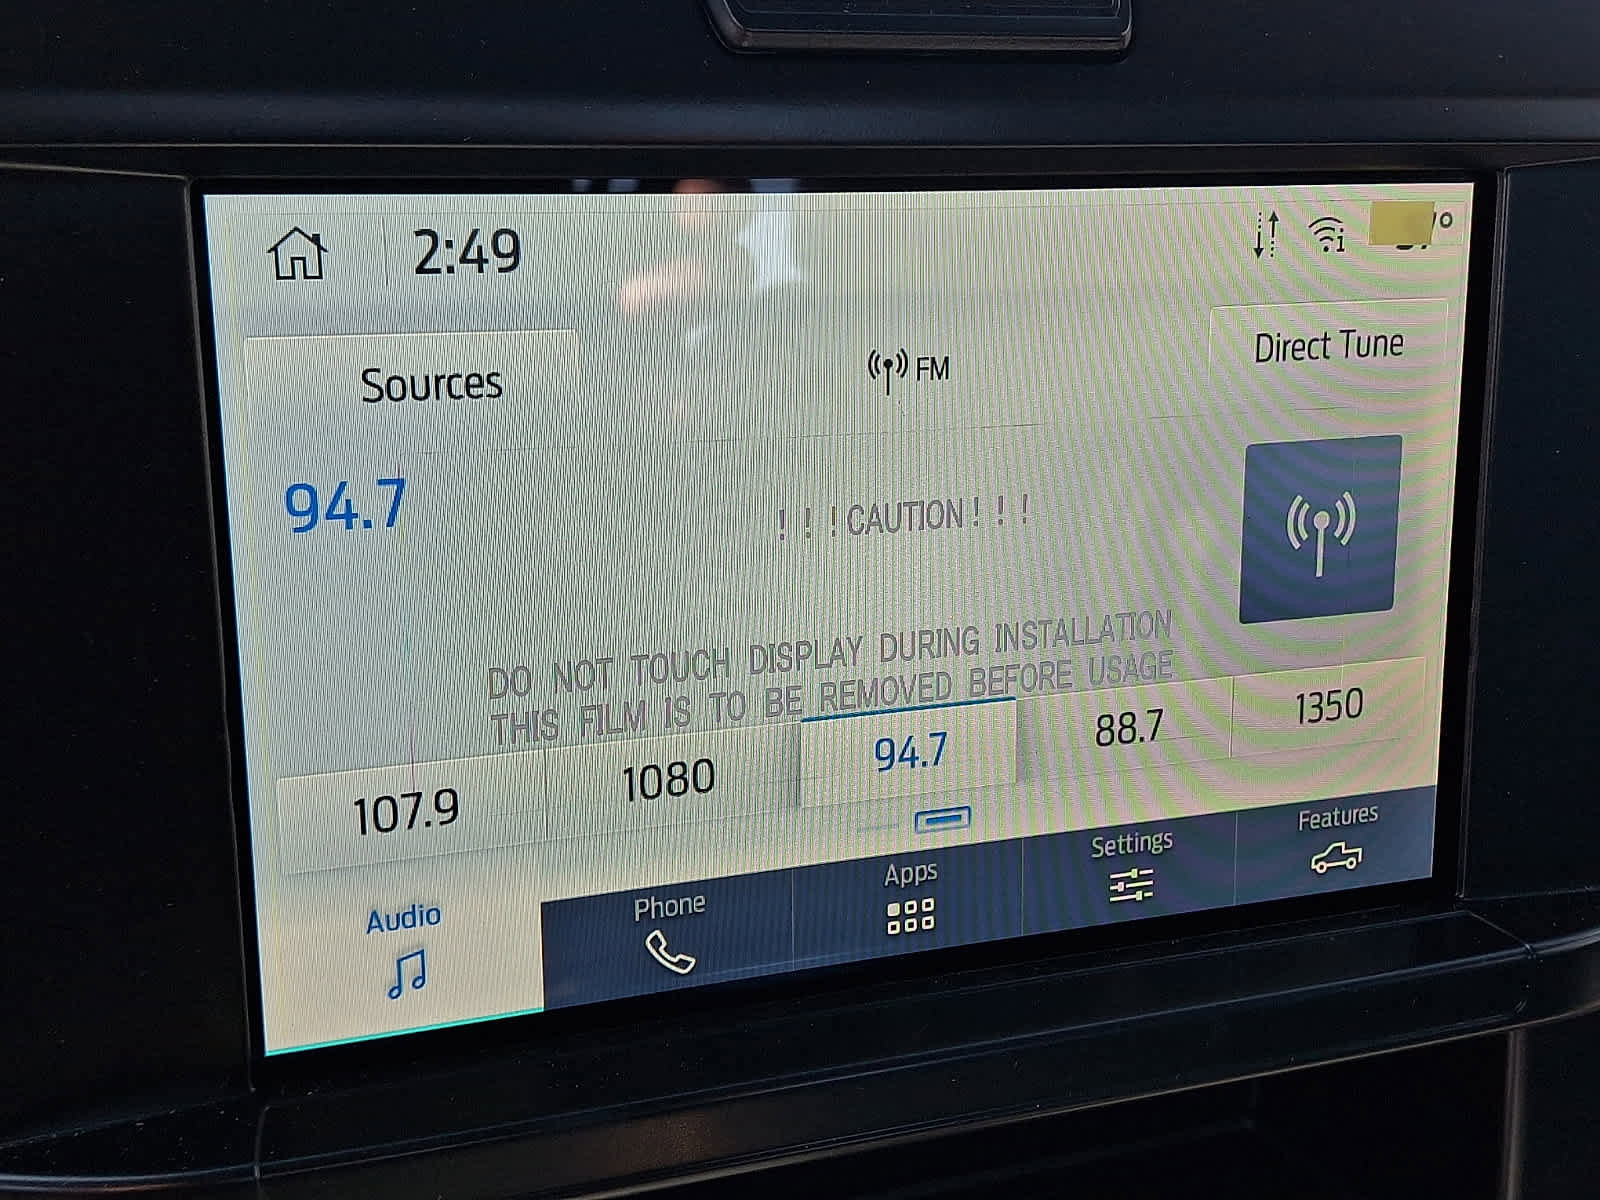 2:49
Sources
FM
Direct Tune
94.7
! ! ! CAUTION ! ! !
DO NOT TOUCH DISPLAY DURING INSTALLATION
THIS FILM IS TO BE REMOVED BEFORE USAGE
107.9
1080
94.7
88.7
1350
Audio
Phone
Apps
Settings
Features